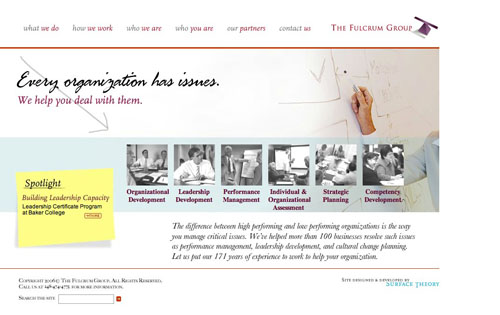 what we do how we work who we are who you are our partners contact us THE FULCRUM GROUP
Every organization has issues.
We help you deal with them.
Spotlight
Building Leadership Capacity
Leadership Certificate Program
at Baker College
Organizational Development
Leadership Development
Performance Management
Individual & Organizational Assessment
Strategic Planning
Competency Development
The difference between high performing and low performing organizations is the way
you manage critical issues. We've helped more than 100 businesses resolve such issues
as performance management, leadership development, and cultural change planning.
Let us put our 171 years of experience to work to help your organization.
THE FULCRUM GROUP. ALL RIGHTS RESERVED.
CALL US AT FOR MORE INFORMATION.
SITE DESIGNED & DEVELOPED BY
SURFACE THEORY
SEARCH THE SITE